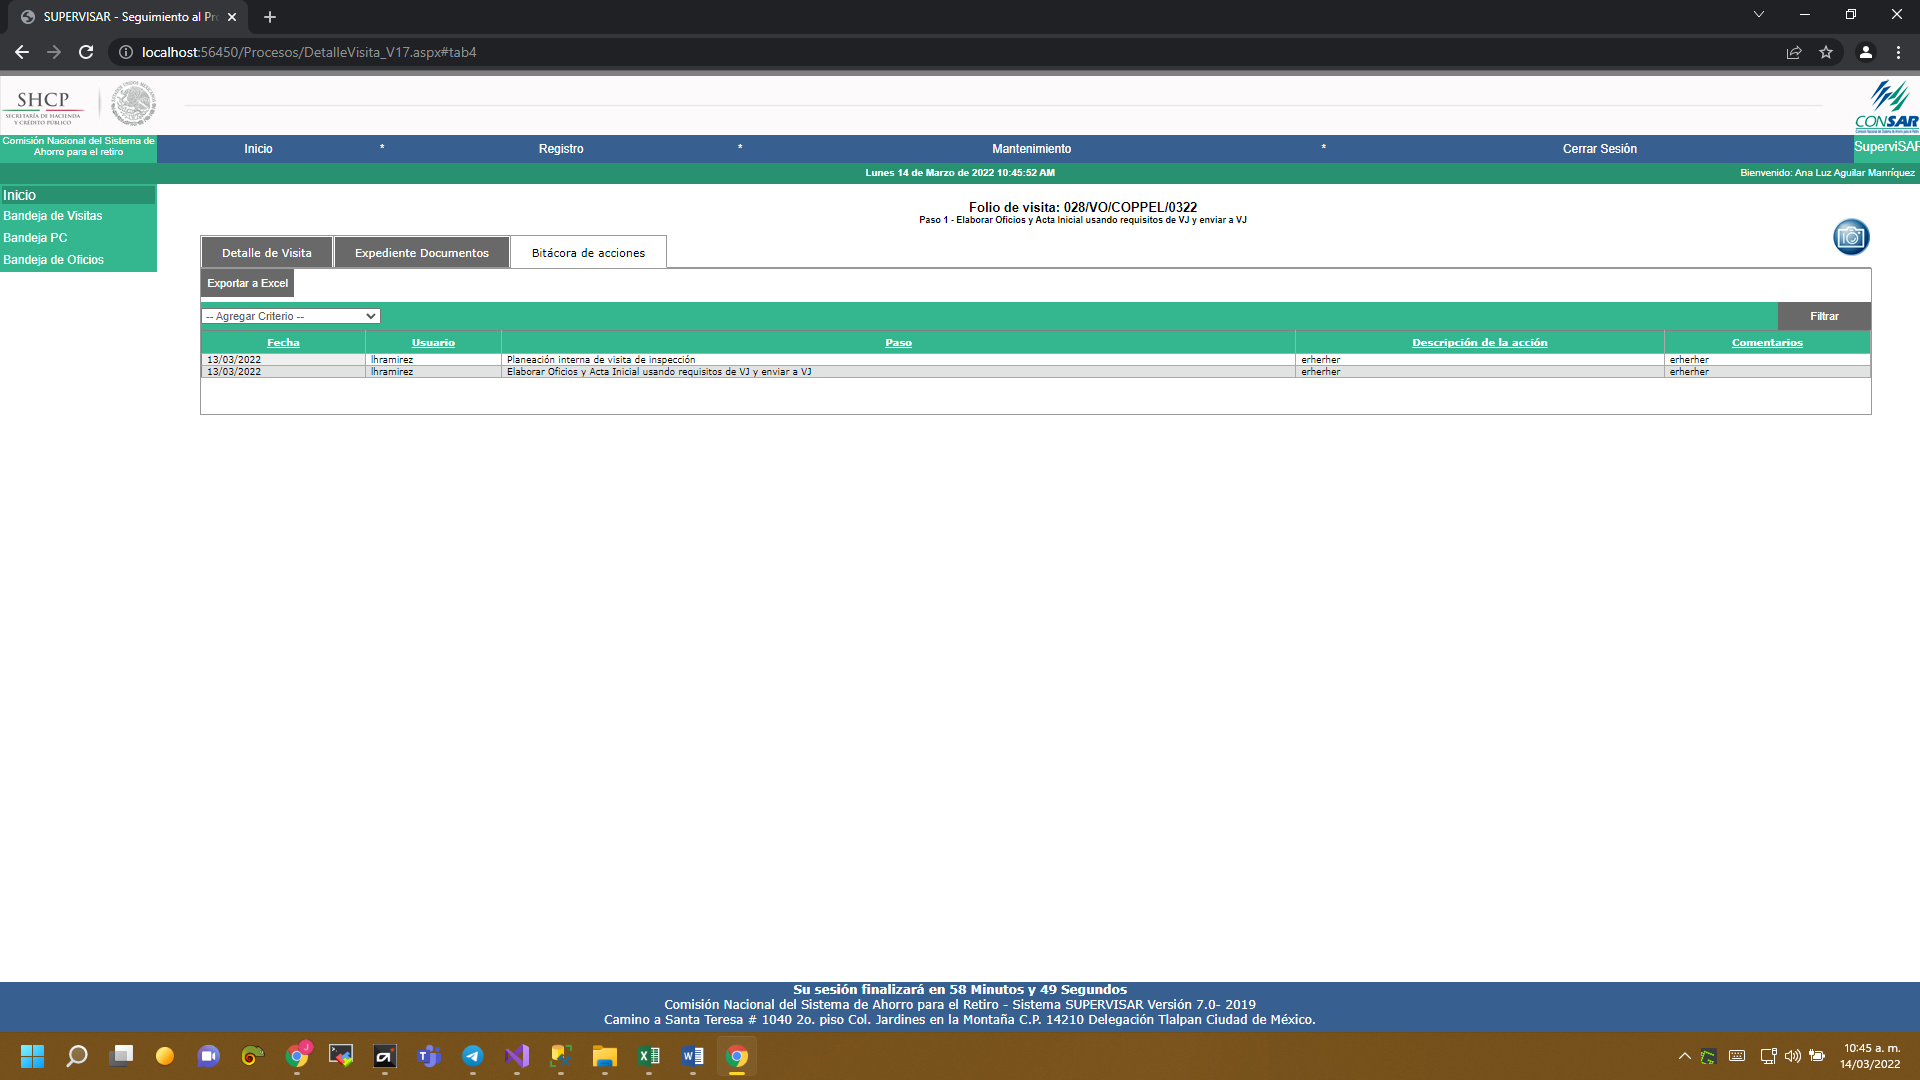 SUPERVISAR - Seguimiento al Pr
localhost:56450/Procesos/DetalleVisita_V17.aspx#tab4
SHCP
SECRETARÍA DE HACIENDA
Y CRÉDITO PÚBLICO
CONSAR
Comisión Nacional del Sistema de
Ahorro para el retiro
Inicio * Registro * Mantenimiento * Cerrar Sesión
SuperviSAR
Lunes 14 de Marzo de 2022 10:45:52 AM
Bienvenido: Ana Luz Aguilar Manríquez
Inicio
Bandeja de Visitas
Bandeja PC
Bandeja de Oficios
Folio de visita: 028/VO/COPPEL/0322
Paso 1 - Elaborar Oficios y Acta Inicial usando requisitos de VJ y enviar a VJ
Detalle de Visita Expediente Documentos Bitácora de acciones
Exportar a Excel
-- Agregar Criterio -- Filtrar
Fecha Usuario Paso Descripción de la acción Comentarios
13/03/2022 lhramirez Planeación interna de visita de inspección erherher erherher
13/03/2022 lhramirez Elaborar Oficios y Acta Inicial usando requisitos de VJ y enviar a VJ erherher erherher
Su sesión finalizará en 58 Minutos y 49 Segundos
Comisión Nacional del Sistema de Ahorro para el Retiro - Sistema SUPERVISAR Versión 7.0- 2019
Camino a Santa Teresa # 1040 2o. piso Col. Jardines en la Montaña C.P. 14210 Delegación Tlalpan Ciudad de México.
10:45 a. m.
14/03/2022